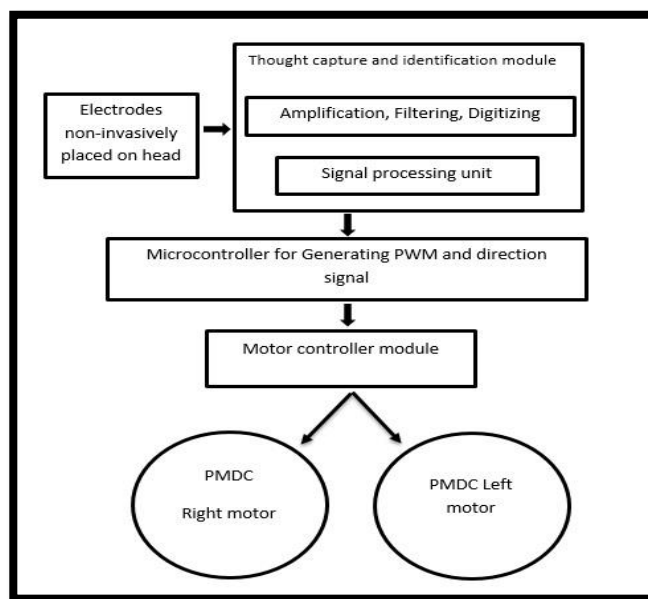 Thought capture and identification module
Electrodes
non-invasively
placed on head
Amplification, Filtering, Digitizing
Signal processing unit
Microcontroller for Generating PWM and direction
signal
Motor controller module
PMDC
Right motor
PMDC Left
motor